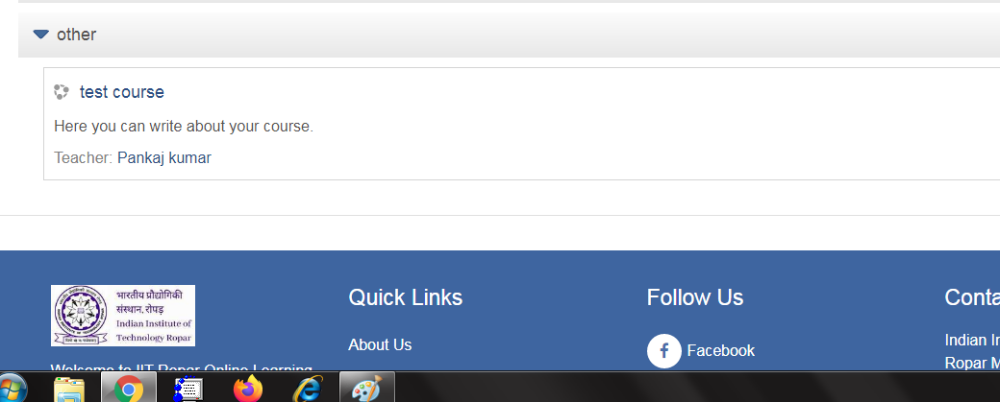 other
test course
Here you can write about your course.
Teacher: Pankaj kumar
भारतीय प्रौद्योगिकी
संस्थान, रोपड़
Indian Institute of
Technology Ropar
Welcome to IIT Ropar Online Learning
Quick Links
About Us
Follow Us
Facebook
Conta
Indian In
Ropar M